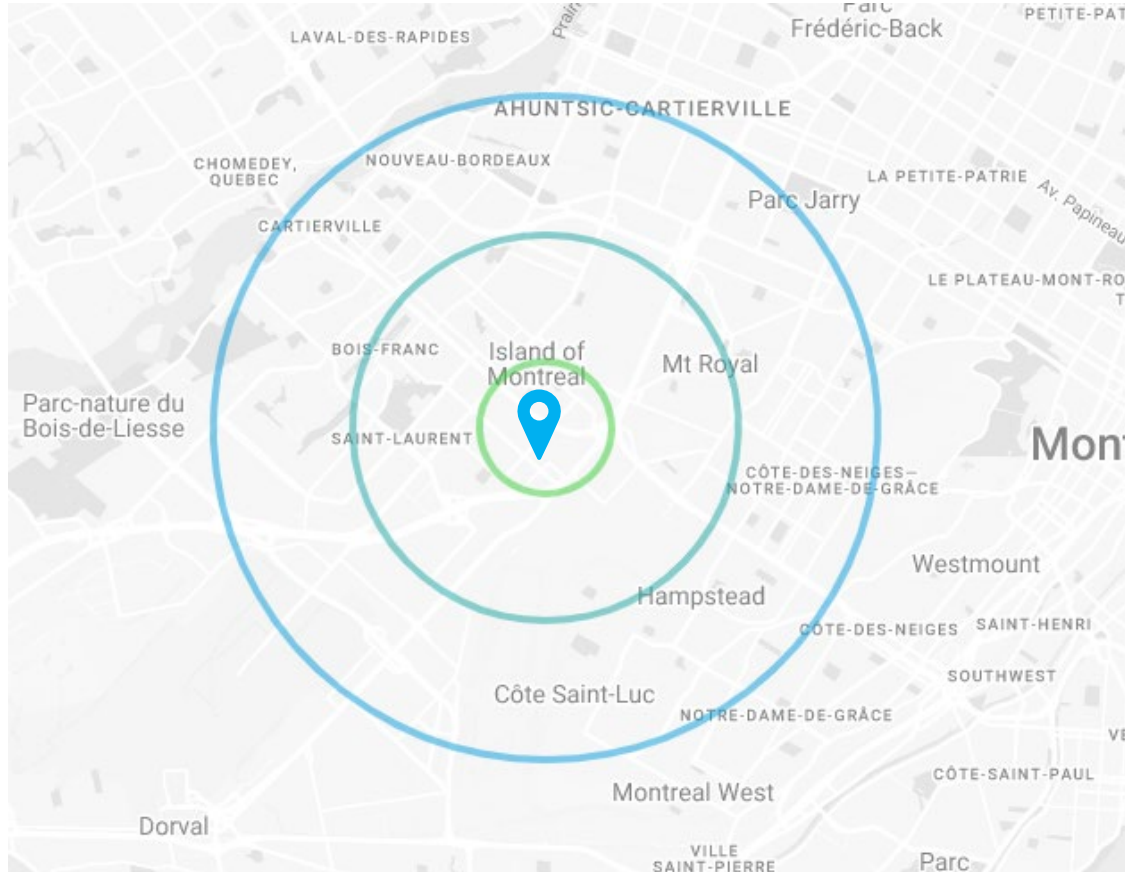 Parc
Frédéric-Back
PETITE-PAT
LAVAL-DES-RAPIDES
Prairi
AHUNTSIC-CARTIERVILLE
NOUVEAU-BORDEAUX
CHOMEDEY,
QUEBEC
LA PETITE-PATRIE
Av. Papineau
Parc Jarry
CARTIERVILLE
LE PLATEAU-MONT-RO
T
BOIS-FRANC
Island of
Montreal
Mt Royal
Parc-nature du
Bois-de-Liesse
SAINT-LAURENT
Mont
CÔTE-DES-NEIGES—
NOTRE-DAME-DE-GRÂCE
Westmount
Hampstead
CÔTE-DES-NEIGES
SAINT-HENRI
SOUTHWEST
Côte Saint-Luc
NOTRE-DAME-DE-GRÂCE
VE
CÔTE-SAINT-PAUL
Montreal West
Dorval
VILLE
SAINT-PIERRE
Parc